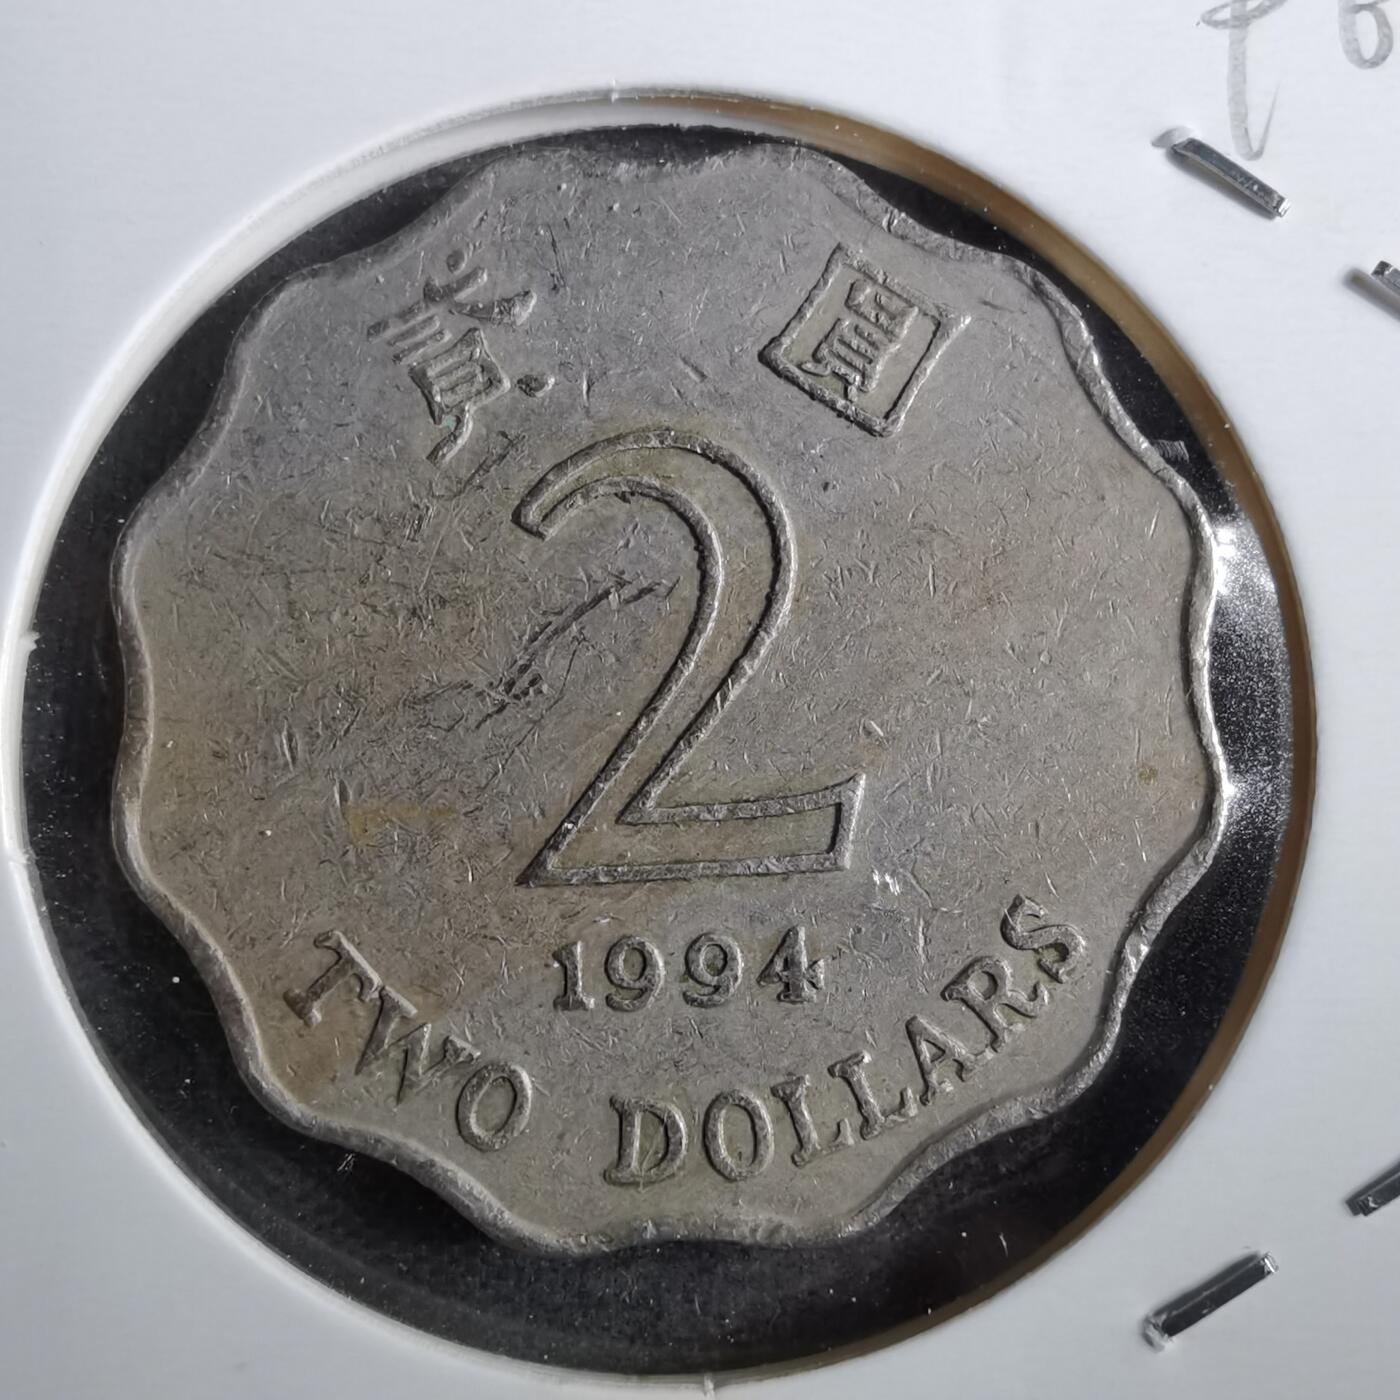 貳 圓
2
1994
TWO DOLLARS